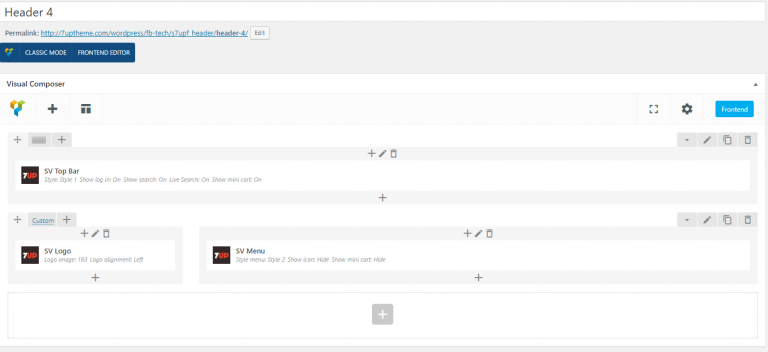 Header 4
Permalink: http://7uptheme.com/wordpress/fb-tech/s7upf_header/header-4/ Edit
CLASSIC MODE FRONTEND EDITOR
Visual Composer
Frontend
SV Top Bar
Style: Style 1 Show log in: On Show search: On Live Search: On Show mini cart: On
Custom
7UP SV Logo
Logo image: 183 Logo alignment: Left
7UP SV Menu
Style menu: Style 2 Show icon: Hide Show mini cart: Hide